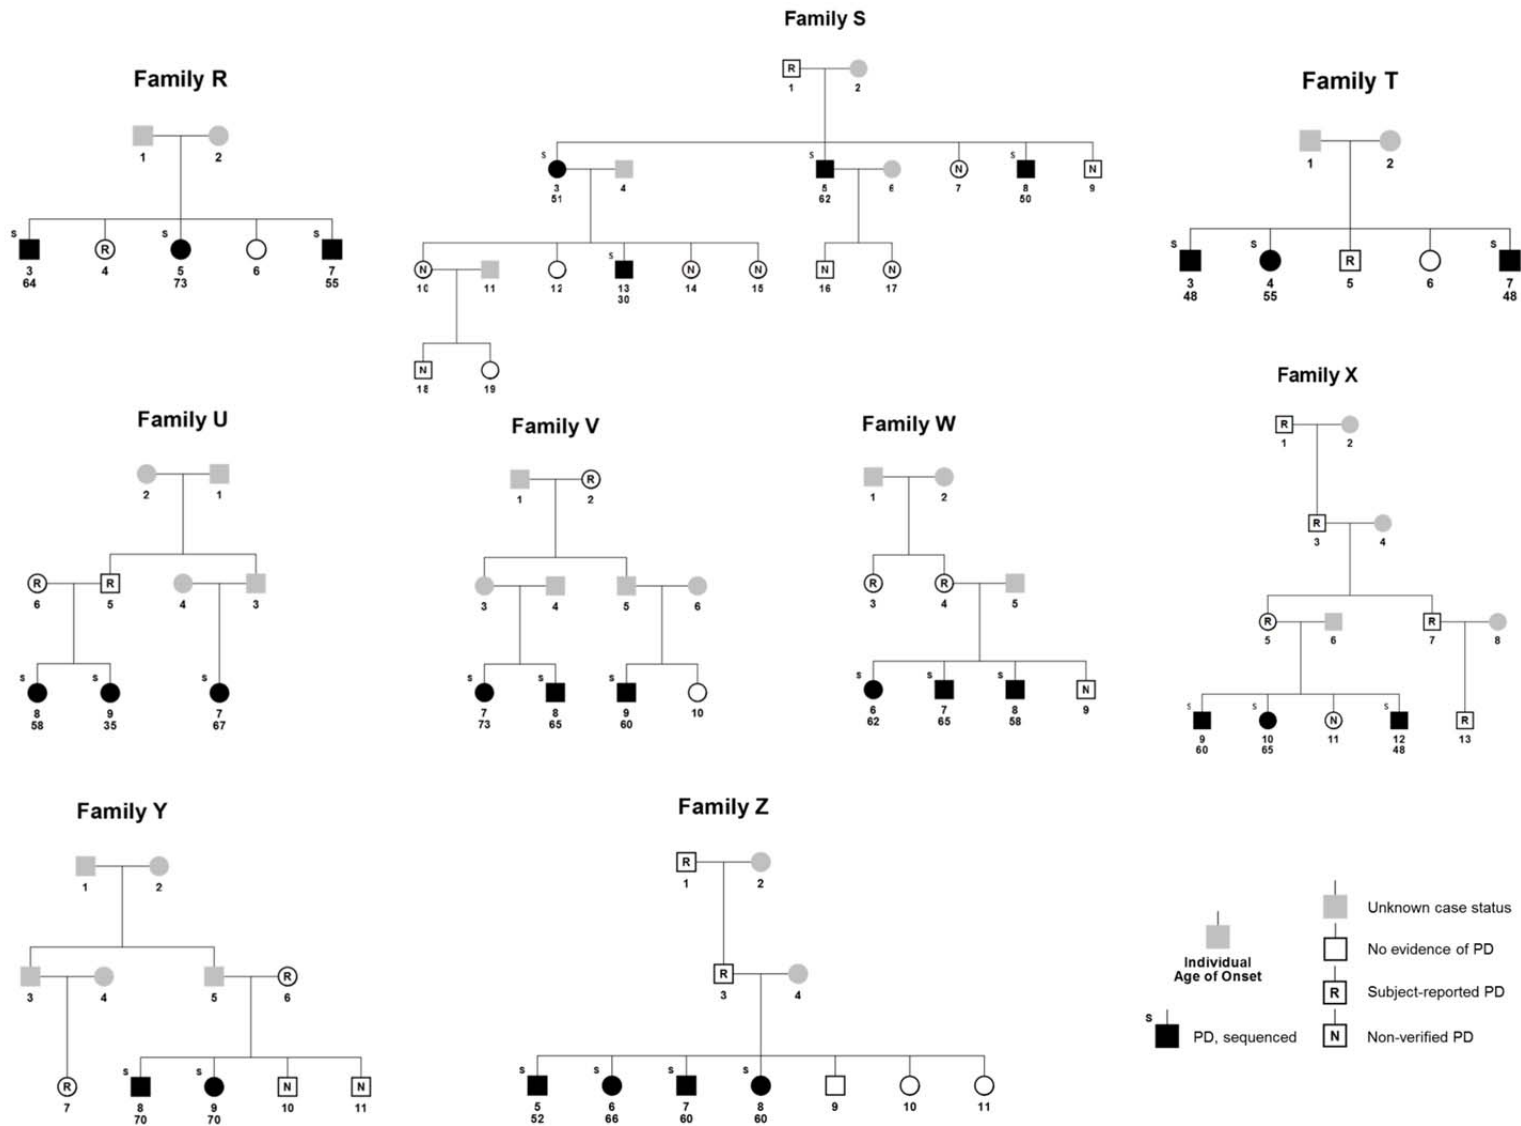 Family R
1 2
s s s
R
3 4 5 6 7
64 73 55
Family S
R
1 2
s s s
N N
3 4 5 6 7 8 9
51 62 50
s
N N N N N
10 11 12 13 14 15 16 17
30
N
18 19
Family T
1 2
s s s
R
3 4 5 6 7
48 55 48
Family U
2 1
R R
6 5 4 3
s s s
8 9 7
58 35 67
Family V
R
1 2
3 4 5 6
s s s
7 8 9 10
73 65 60
Family W
1 2
R R
3 4 5
s s s
N
6 7 8 9
62 65 58
Family X
R
1 2
R
3 4
R R
5 6 7 8
s s s
N R
9 10 11 12 13
60 65 48
Family Y
1 2
R
3 4 5 6
s s
R N N
7 8 9 10 11
70 70
Family Z
R
1 2
R
3 4
s s s s
5 6 7 8 9 10 11
52 66 60 60
Individual
Age of Onset
s PD, sequenced
Unknown case status
No evidence of PD
R Subject-reported PD
N Non-verified PD